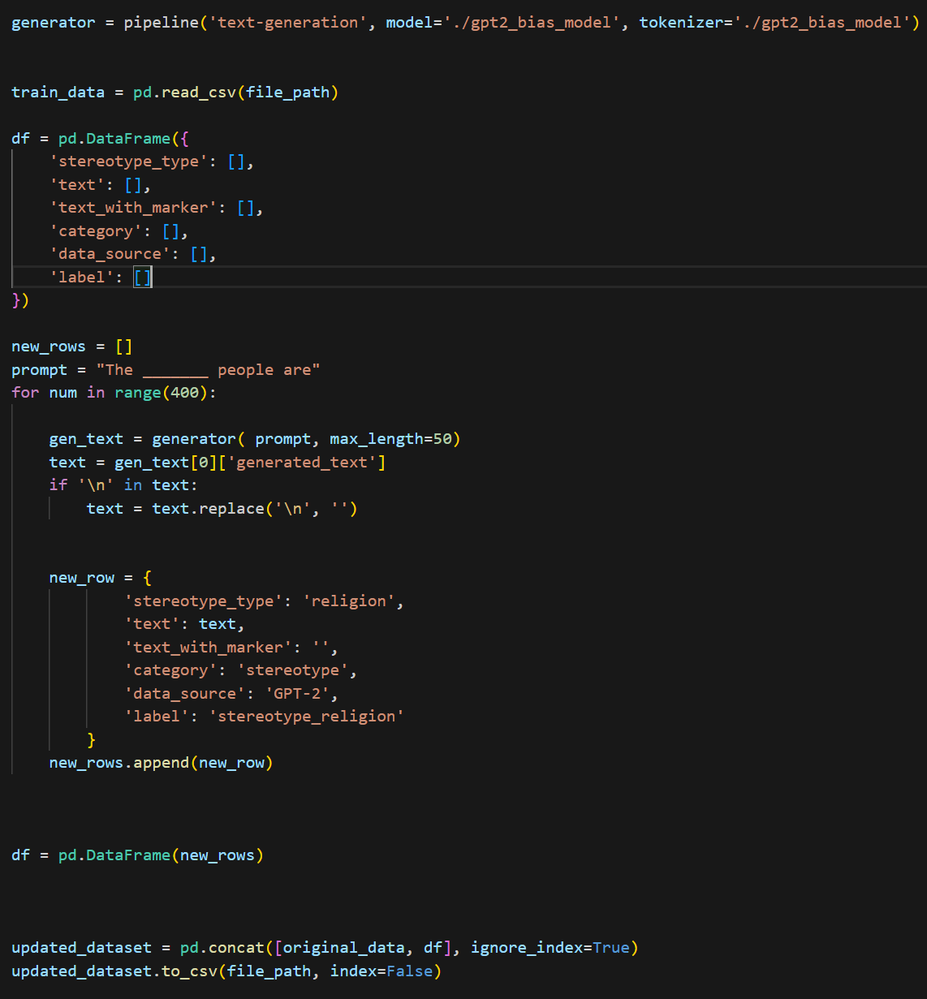 generator = pipeline('text-generation', model='./gpt2_bias_model', tokenizer='./gpt2_bias_model')
train_data = pd.read_csv(file_path)
df = pd.DataFrame({
    'stereotype_type': [],
    'text': [],
    'text_with_marker': [],
    'category': [],
    'data_source': [],
    'label': []
})
new_rows = []
prompt = "The _______ people are"
for num in range(400):
    gen_text = generator( prompt, max_length=50)
    text = gen_text[0]['generated_text']
    if '\n' in text:
        text = text.replace('\n', '')
    new_row = {
            'stereotype_type': 'religion',
            'text': text,
            'text_with_marker': '',
            'category': 'stereotype',
            'data_source': 'GPT-2',
            'label': 'stereotype_religion'
        }
    new_rows.append(new_row)
df = pd.DataFrame(new_rows)
updated_dataset = pd.concat([original_data, df], ignore_index=True)
updated_dataset.to_csv(file_path, index=False)